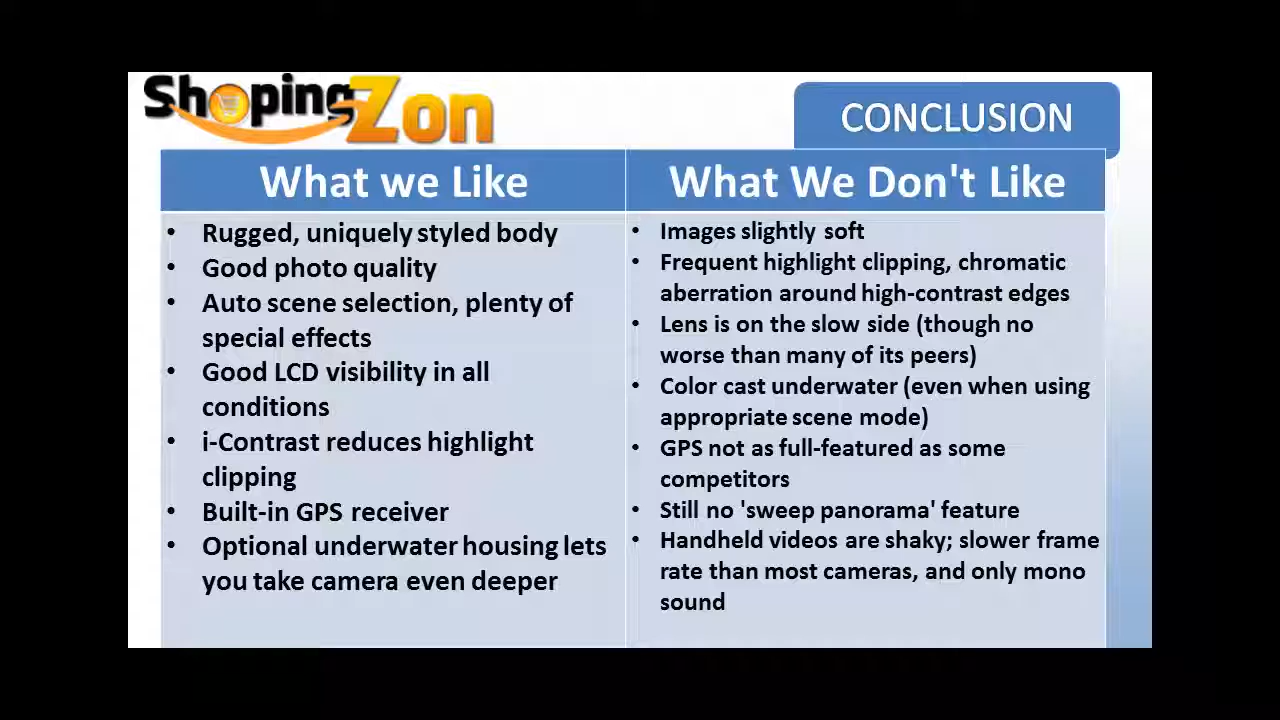 ShopingZon
CONCLUSION
What we Like
What We Don't Like
• Rugged, uniquely styled body
• Good photo quality
• Auto scene selection, plenty of
special effects
• Good LCD visibility in all
conditions
• i-Contrast reduces highlight
clipping
• Built-in GPS receiver
• Optional underwater housing lets
you take camera even deeper
• Images slightly soft
• Frequent highlight clipping, chromatic
aberration around high-contrast edges
• Lens is on the slow side (though no
worse than many of its peers)
• Color cast underwater (even when using
appropriate scene mode)
• GPS not as full-featured as some
competitors
• Still no 'sweep panorama' feature
• Handheld videos are shaky; slower frame
rate than most cameras, and only mono
sound